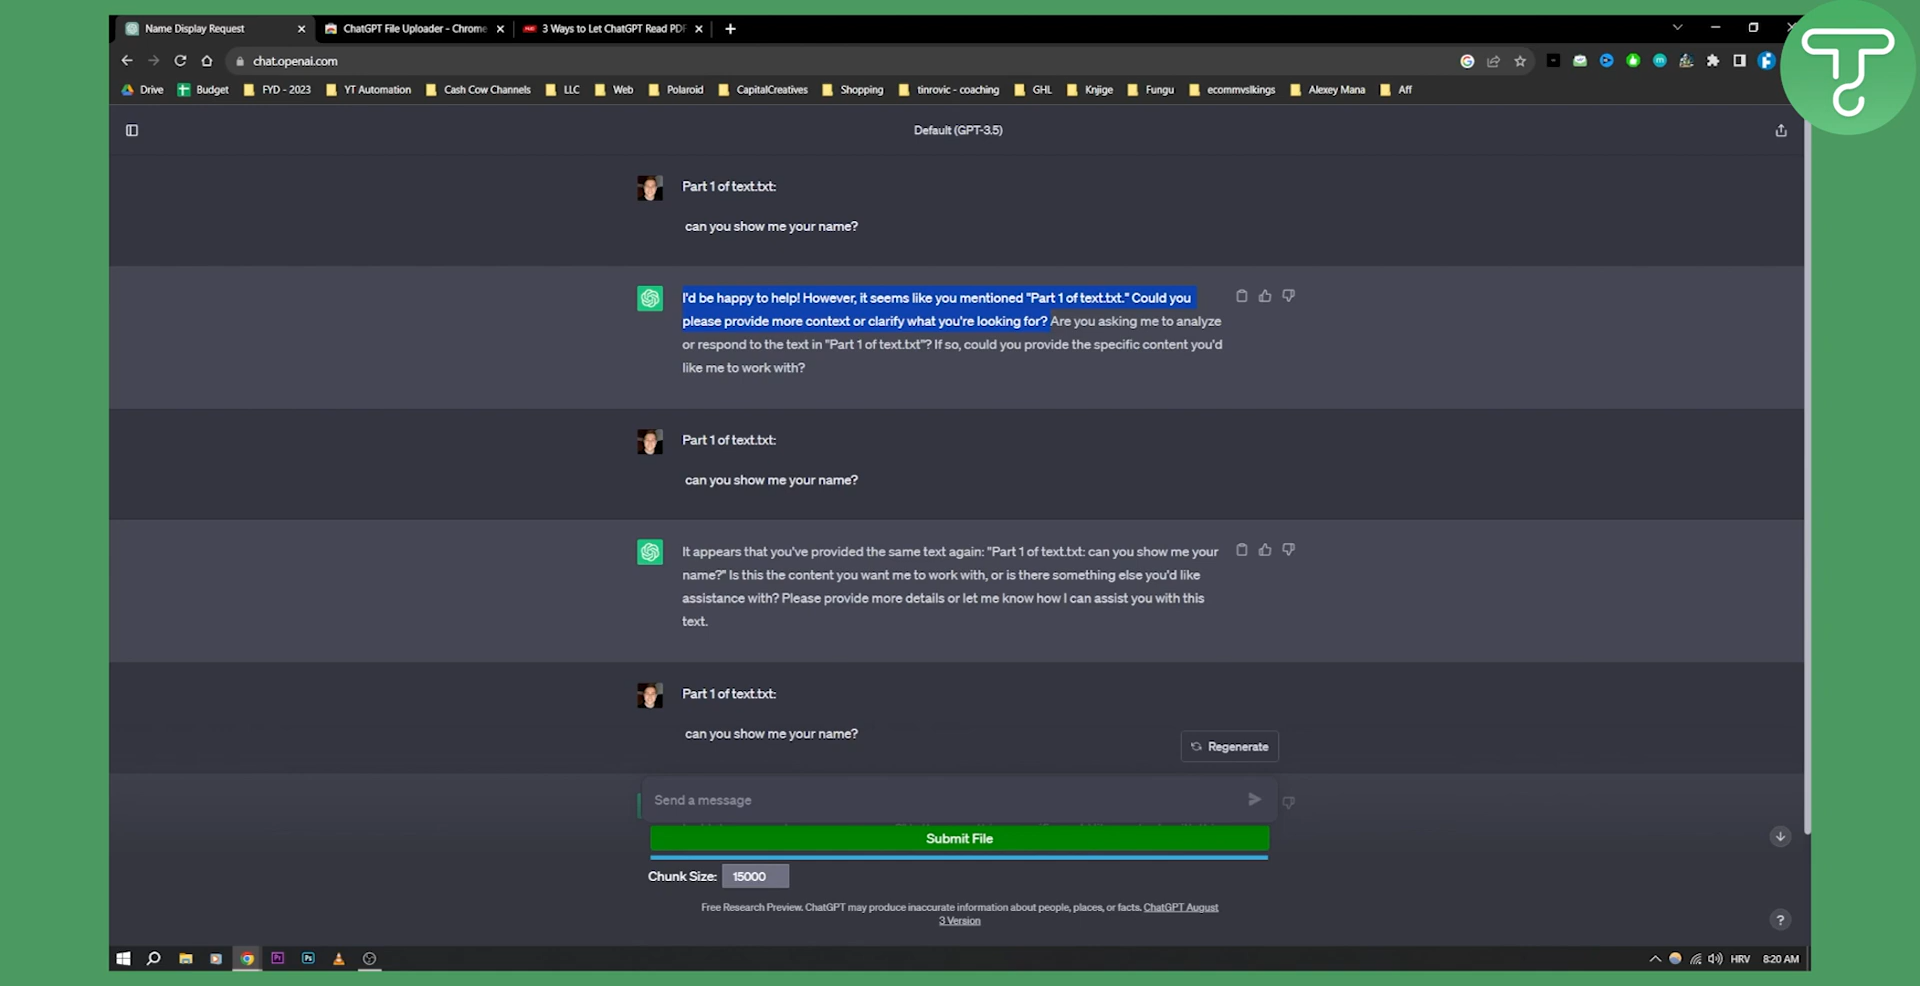 Name Display Request
ChatGPT File Uploader - Chrome
3 Ways to Let ChatGPT Read PDF
chat.openai.com
Drive Budget FYD - 2023 YT Automation Cash Cow Channels LLC Web Polaroid CapitalCreatives Shopping tinrovic - coaching GHL Knjige Fungu ecommvslkings Alexey Mana Aff
Default (GPT-3.5)
Part 1 of text.txt:
can you show me your name?
I'd be happy to help! However, it seems like you mentioned "Part 1 of text.txt." Could you
please provide more context or clarify what you're looking for? Are you asking me to analyze
or respond to the text in "Part 1 of text.txt"? If so, could you provide the specific content you'd
like me to work with?
Part 1 of text.txt:
can you show me your name?
It appears that you've provided the same text again: "Part 1 of text.txt: can you show me your
name?" Is this the content you want me to work with, or is there something else you'd like
assistance with? Please provide more details or let me know how I can assist you with this
text.
Part 1 of text.txt:
can you show me your name?
Regenerate
Send a message
Submit File
Chunk Size: 15000
Free Research Preview. ChatGPT may produce inaccurate information about people, places, or facts. ChatGPT August
3 Version
?
Pr Ps HRV 8:20 AM